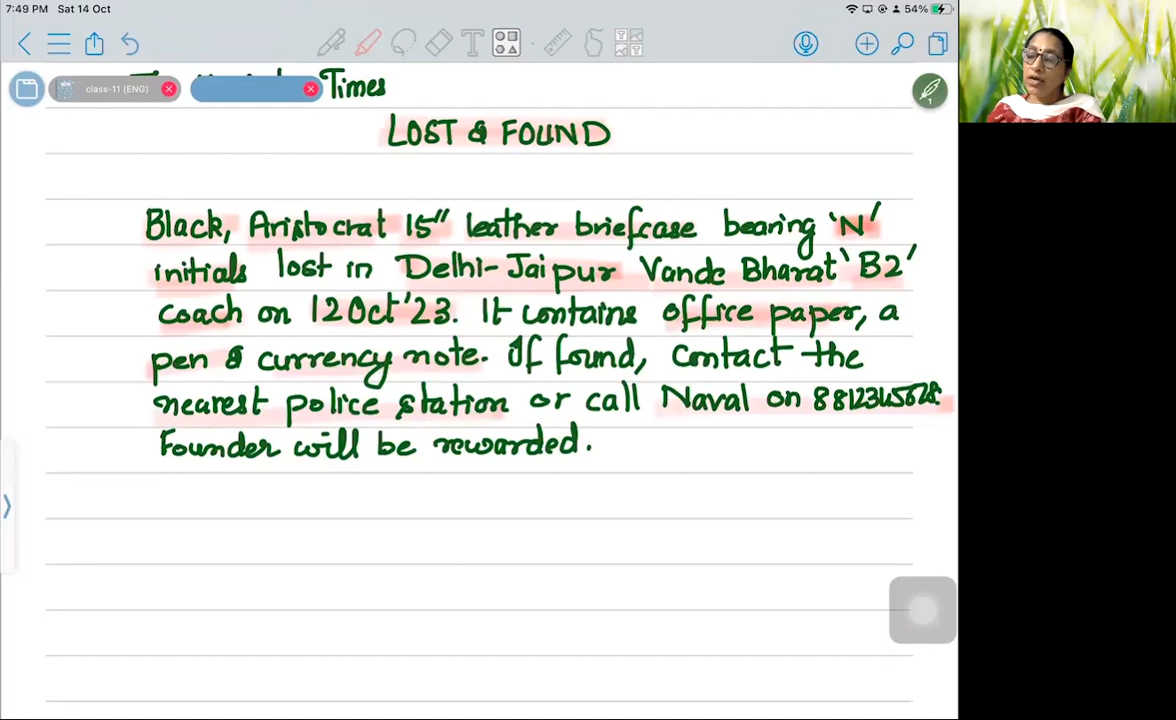 7:49 PM Sat 14 Oct 54%
class-11 (ENG)
Times
LOST & FOUND
Black, Aristocrat 15" leather briefcase bearing 'N'
initials lost in Delhi-Jaipur Vande Bharat 'B2'
coach on 12 Oct '23. It contains office paper, a
pen & currency note. If found, contact the
nearest police station or call Naval on
Founder will be rewarded.